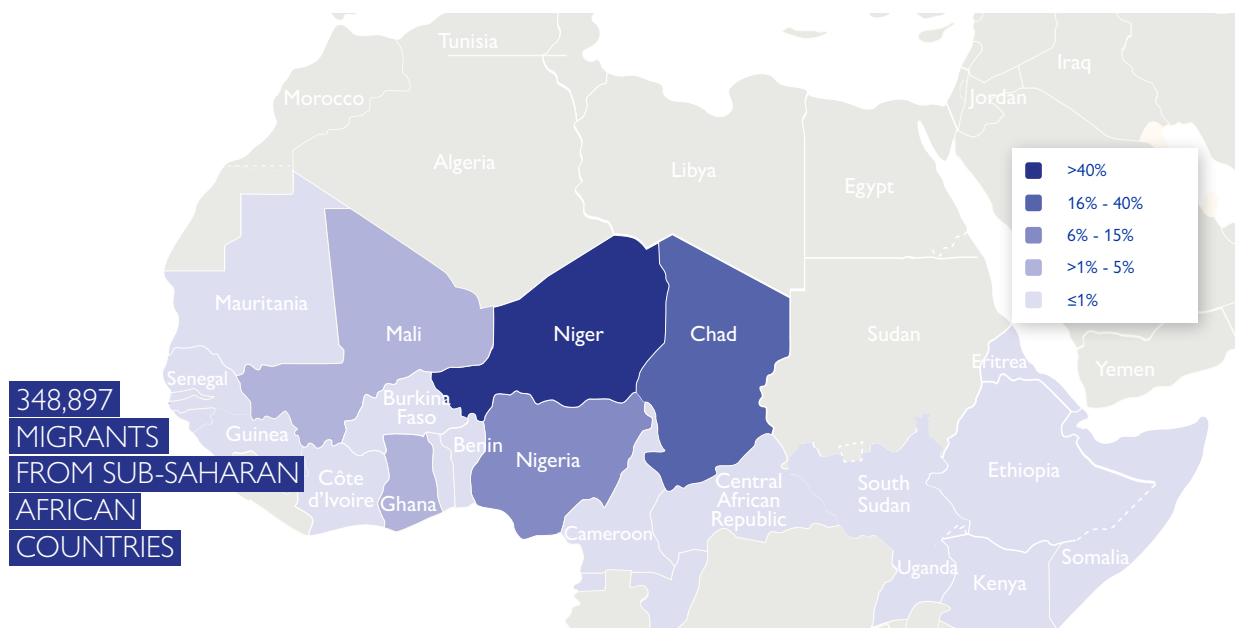 Tunisia
Iraq
Morocco
Jordan
Algeria
Libya
Egypt
>40%
16% - 40%
6% - 15%
>1% - 5%
≤1%
Mauritania
Mali
Niger
Chad
Sudan
Eritrea
Yemen
Senegal
Burkina
Faso
Guinea
Benin
Nigeria
Côte
d'Ivoire
Ghana
Central
African
Republic
South
Sudan
Ethiopia
Cameroon
Uganda
Kenya
Somalia
348,897
MIGRANTS
FROM SUB-SAHARAN
AFRICAN
COUNTRIES